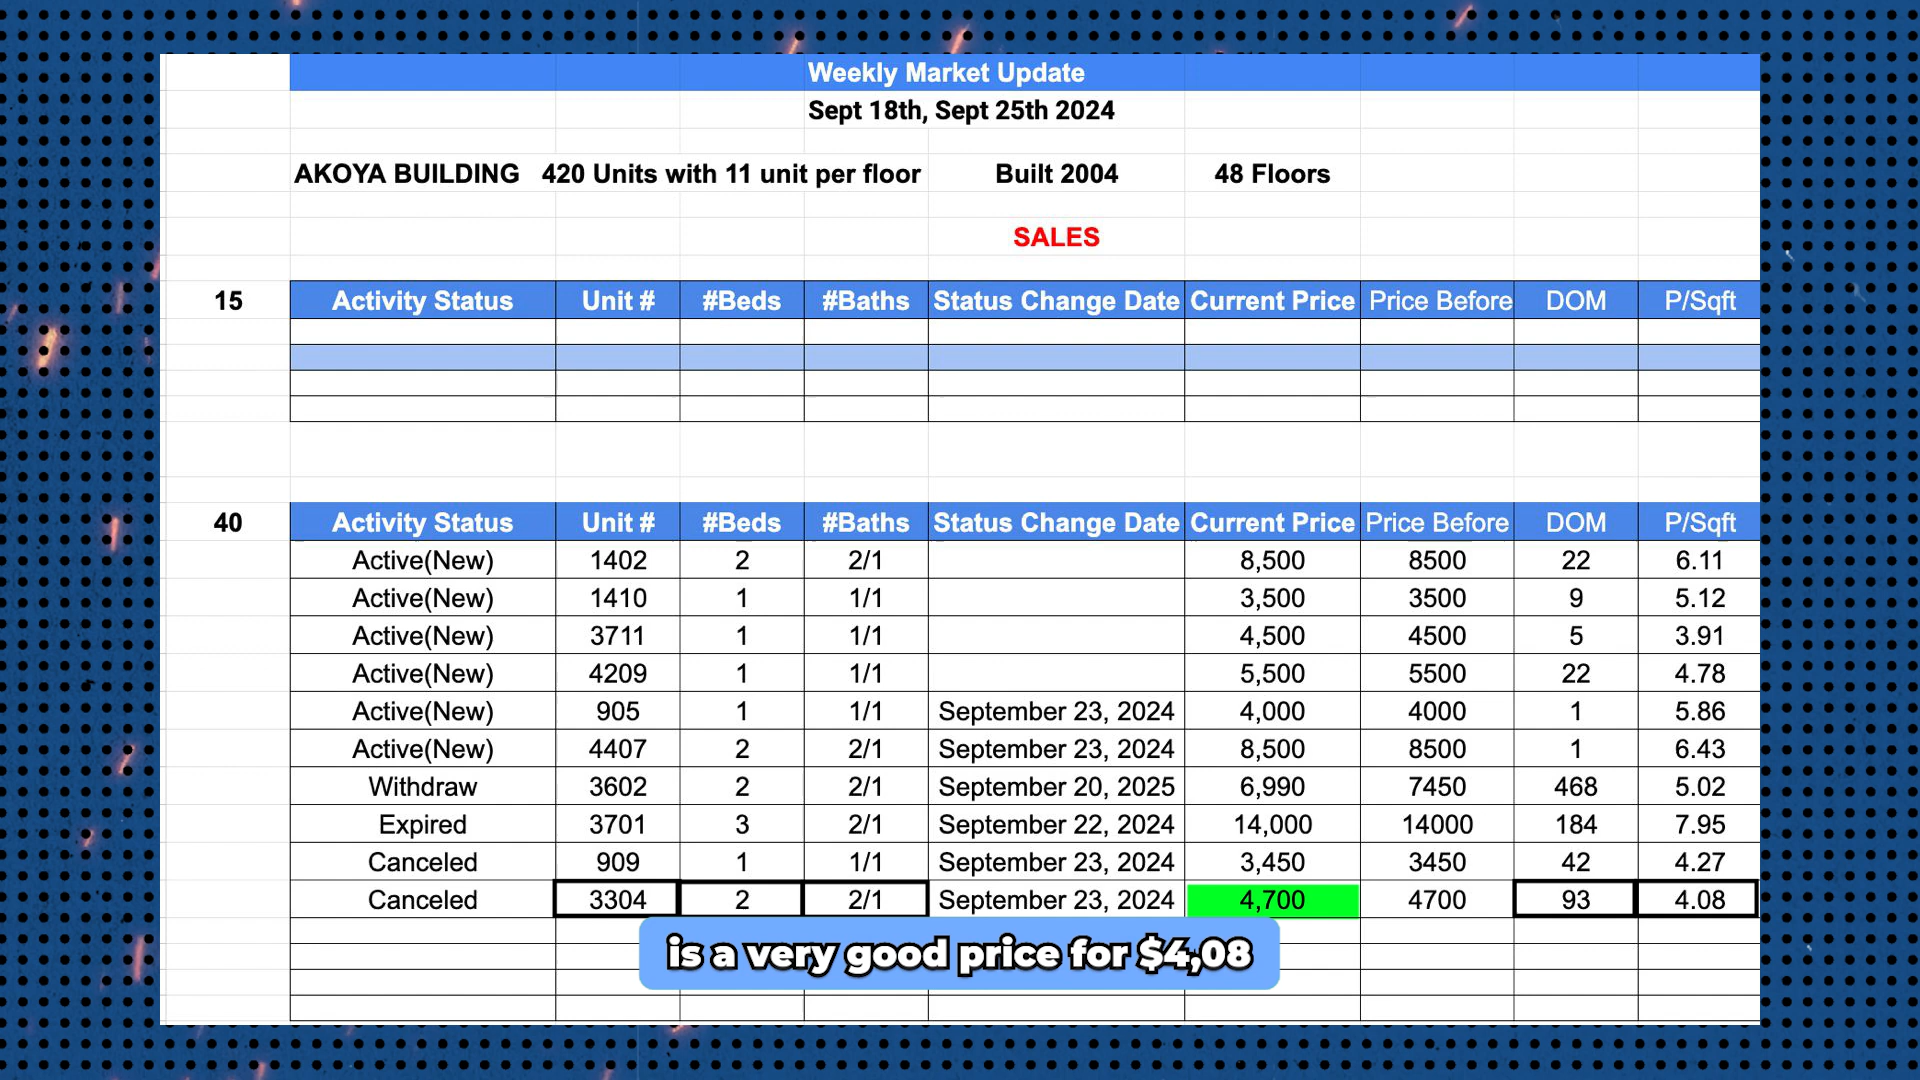 Weekly Market Update
Sept 18th, Sept 25th 2024
AKOYA BUILDING 420 Units with 11 unit per floor Built 2004 48 Floors
SALES
15 Activity Status Unit # #Beds #Baths Status Change Date Current Price Price Before DOM P/Sqft
40 Activity Status Unit # #Beds #Baths Status Change Date Current Price Price Before DOM P/Sqft
Active(New) 1402 2 2/1 8,500 8500 22 6.11
Active(New) 1410 1 1/1 3,500 3500 9 5.12
Active(New) 3711 1 1/1 4,500 4500 5 3.91
Active(New) 4209 1 1/1 5,500 5500 22 4.78
Active(New) 905 1 1/1 September 23, 2024 4,000 4000 1 5.86
Active(New) 4407 2 2/1 September 23, 2024 8,500 8500 1 6.43
Withdraw 3602 2 2/1 September 20, 2025 6,990 7450 468 5.02
Expired 3701 3 2/1 September 22, 2024 14,000 14000 184 7.95
Canceled 909 1 1/1 September 23, 2024 3,450 3450 42 4.27
Canceled 3304 2 2/1 September 23, 2024 4,700 4700 93 4.08
is a very good price for $4,08